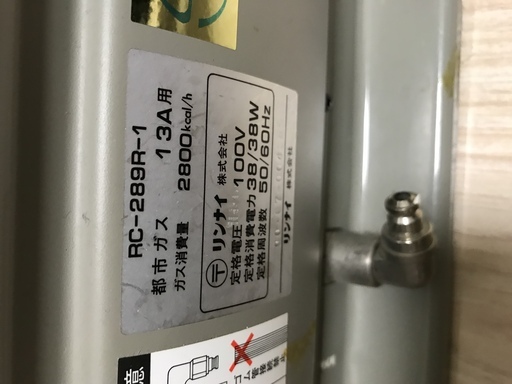 RC-289R-1
都市ガス 13A用
ガス消費量 2800kcal/h
リンナイ 株式会社
定格電圧 100V
定格消費電力 38/38W
定格周波数 50/60Hz
リンナイ 株式会社